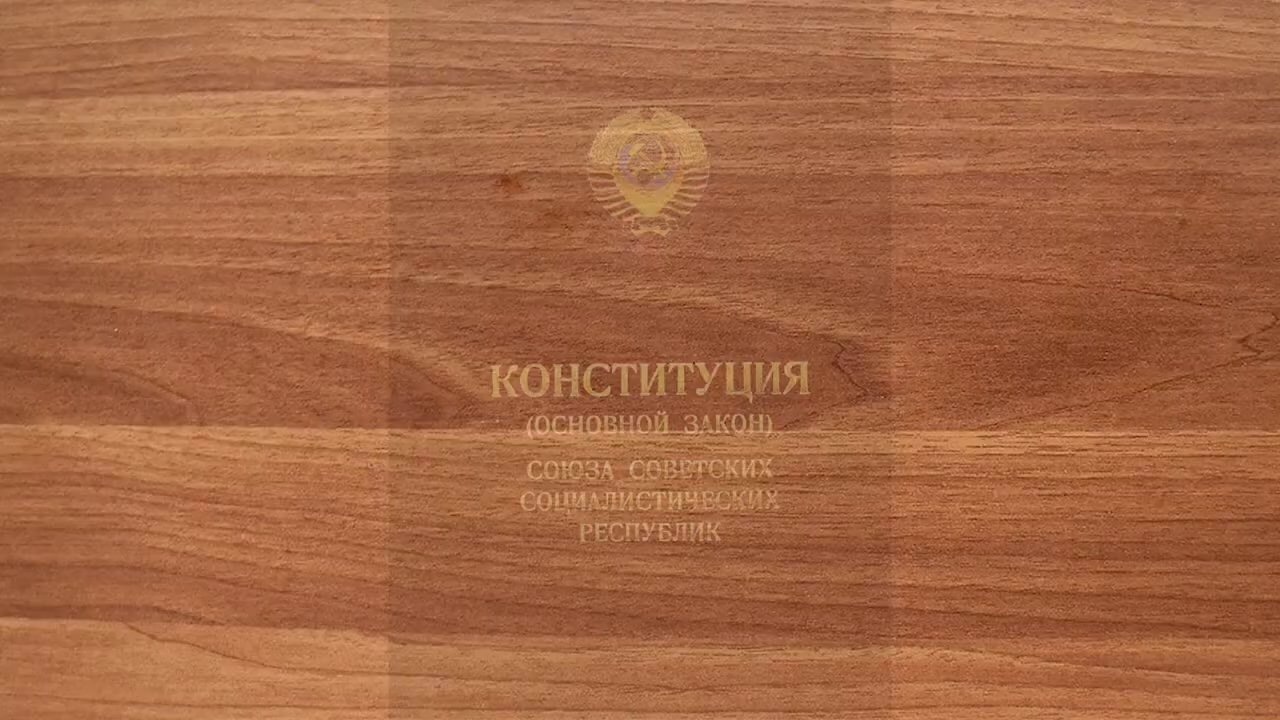 КОНСТИТУЦИЯ
(ОСНОВНОЙ ЗАКОН)
СОЮЗА СОВЕТСКИХ
СОЦИАЛИСТИЧЕСКИХ
РЕСПУБЛИК